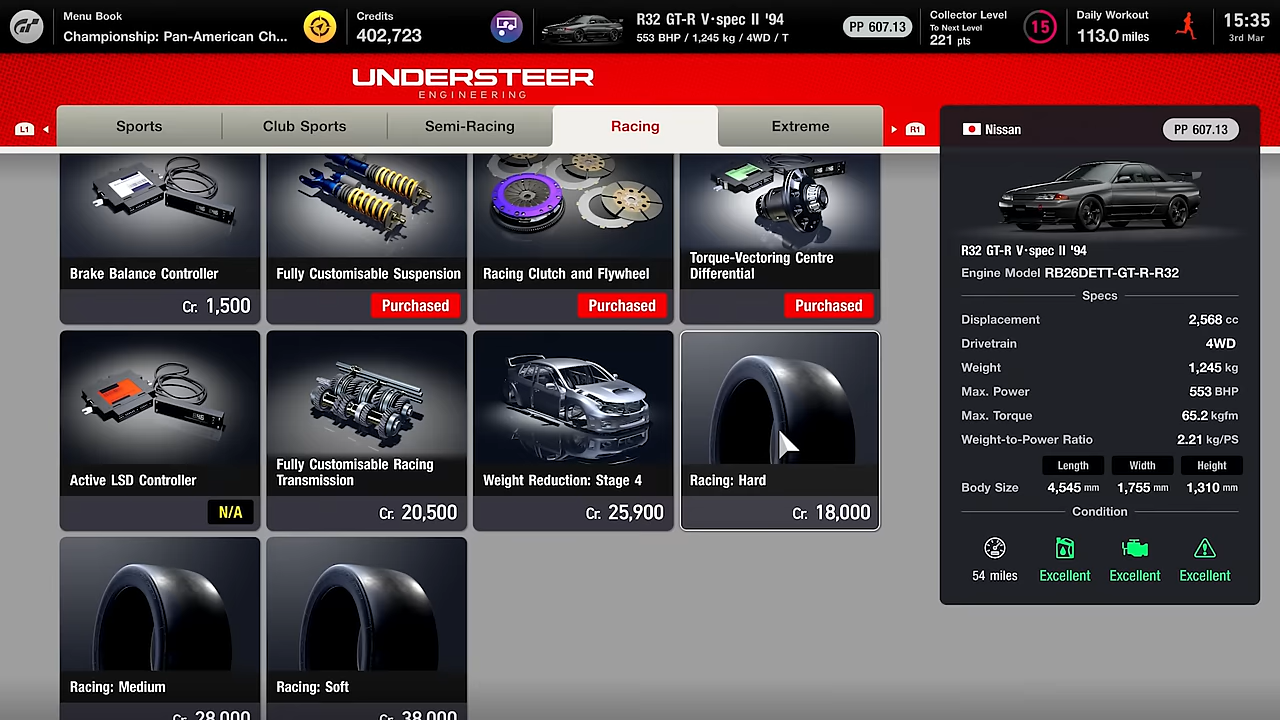 Menu Book
Championship: Pan-American Ch...
Credits
402,723
R32 GT-R V·spec II '94
553 BHP / 1,245 kg / 4WD / T
PP 607.13
Collector Level
To Next Level
221 pts
15
Daily Workout
113.0 miles
15:35
3rd Mar
UNDERSTEER
ENGINEERING
L1
Sports
Club Sports
Semi-Racing
Racing
Extreme
R1
Brake Balance Controller
Cr. 1,500
Fully Customisable Suspension
Purchased
Racing Clutch and Flywheel
Purchased
Torque-Vectoring Centre
Differential
Purchased
Active LSD Controller
N/A
Fully Customisable Racing
Transmission
Cr. 20,500
Weight Reduction: Stage 4
Cr. 25,900
Racing: Hard
Cr. 18,000
Racing: Medium
Cr. 28,000
Racing: Soft
Cr. 38,000
Nissan
PP 607.13
R32 GT-R V·spec II '94
Engine Model RB26DETT-GT-R-R32
Specs
Displacement 2,568 cc
Drivetrain 4WD
Weight 1,245 kg
Max. Power 553 BHP
Max. Torque 65.2 kgfm
Weight-to-Power Ratio 2.21 kg/PS
Length Width Height
Body Size 4,545 mm 1,755 mm 1,310 mm
Condition
54 miles Excellent Excellent Excellent